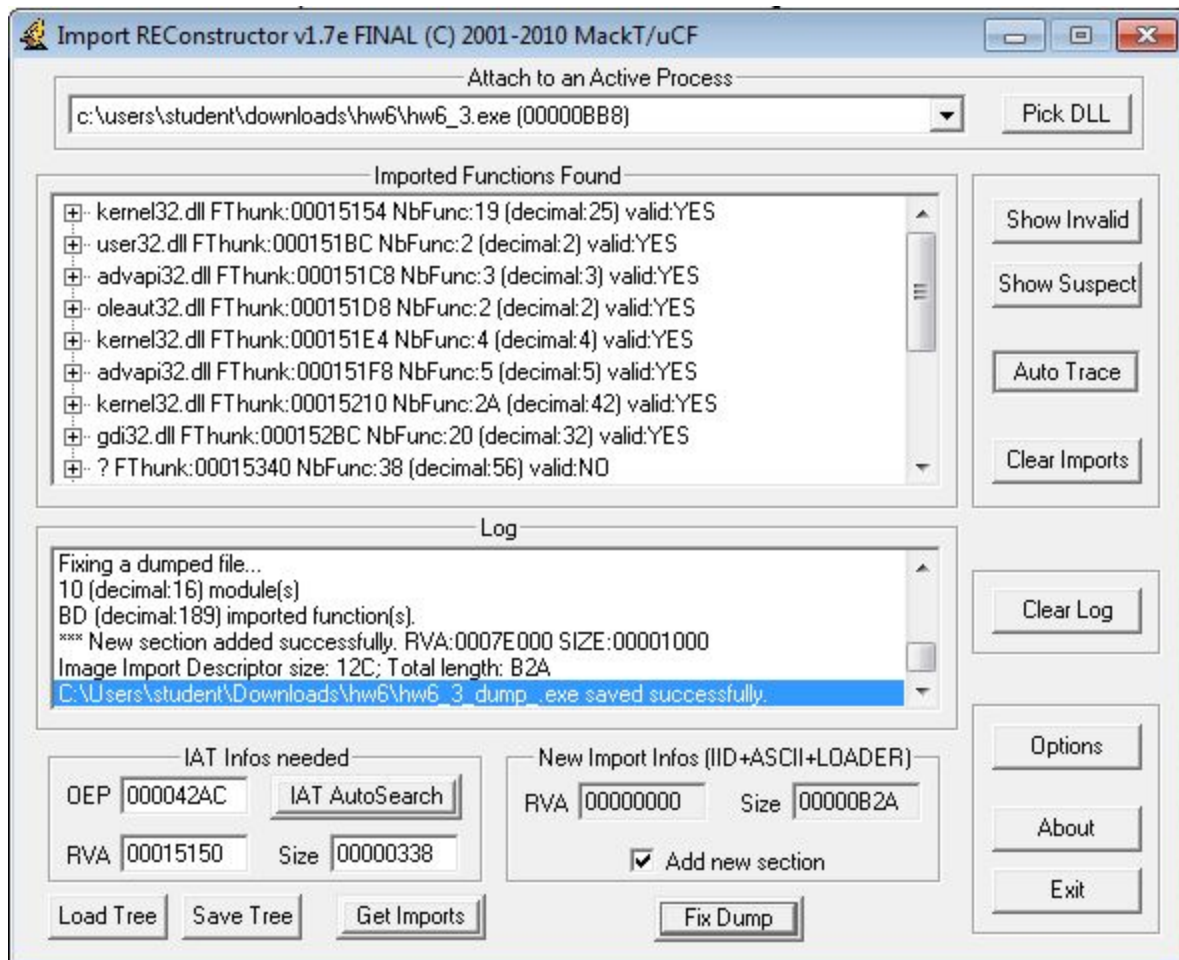 Import REConstructor v1.7e FINAL (C) 2001-2010 MackT/uCF
Attach to an Active Process
c:\users\student\downloads\hw6\hw6_3.exe (00000BB8)
Pick DLL
Imported Functions Found
kernel32.dll FThunk:00015154 NbFunc:19 (decimal:25) valid:YES
user32.dll FThunk:000151BC NbFunc:2 (decimal:2) valid:YES
advapi32.dll FThunk:000151C8 NbFunc:3 (decimal:3) valid:YES
oleaut32.dll FThunk:000151D8 NbFunc:2 (decimal:2) valid:YES
kernel32.dll FThunk:000151E4 NbFunc:4 (decimal:4) valid:YES
advapi32.dll FThunk:000151F8 NbFunc:5 (decimal:5) valid:YES
kernel32.dll FThunk:00015210 NbFunc:2A (decimal:42) valid:YES
gdi32.dll FThunk:000152BC NbFunc:20 (decimal:32) valid:YES
? FThunk:00015340 NbFunc:38 (decimal:56) valid:NO
Show Invalid
Show Suspect
Auto Trace
Clear Imports
Log
Fixing a dumped file...
10 (decimal:16) module(s)
BD (decimal:189) imported function(s).
*** New section added successfully. RVA:0007E000 SIZE:00001000
Image Import Descriptor size: 12C; Total length: B2A
C:\Users\student\Downloads\hw6\hw6_3_dump_.exe saved successfully.
Clear Log
IAT Infos needed
OEP 000042AC IAT AutoSearch
RVA 00015150 Size 00000338
New Import Infos (IID+ASCII+LOADER)
RVA 00000000 Size 00000B2A
Add new section
Load Tree Save Tree Get Imports Fix Dump
Options
About
Exit